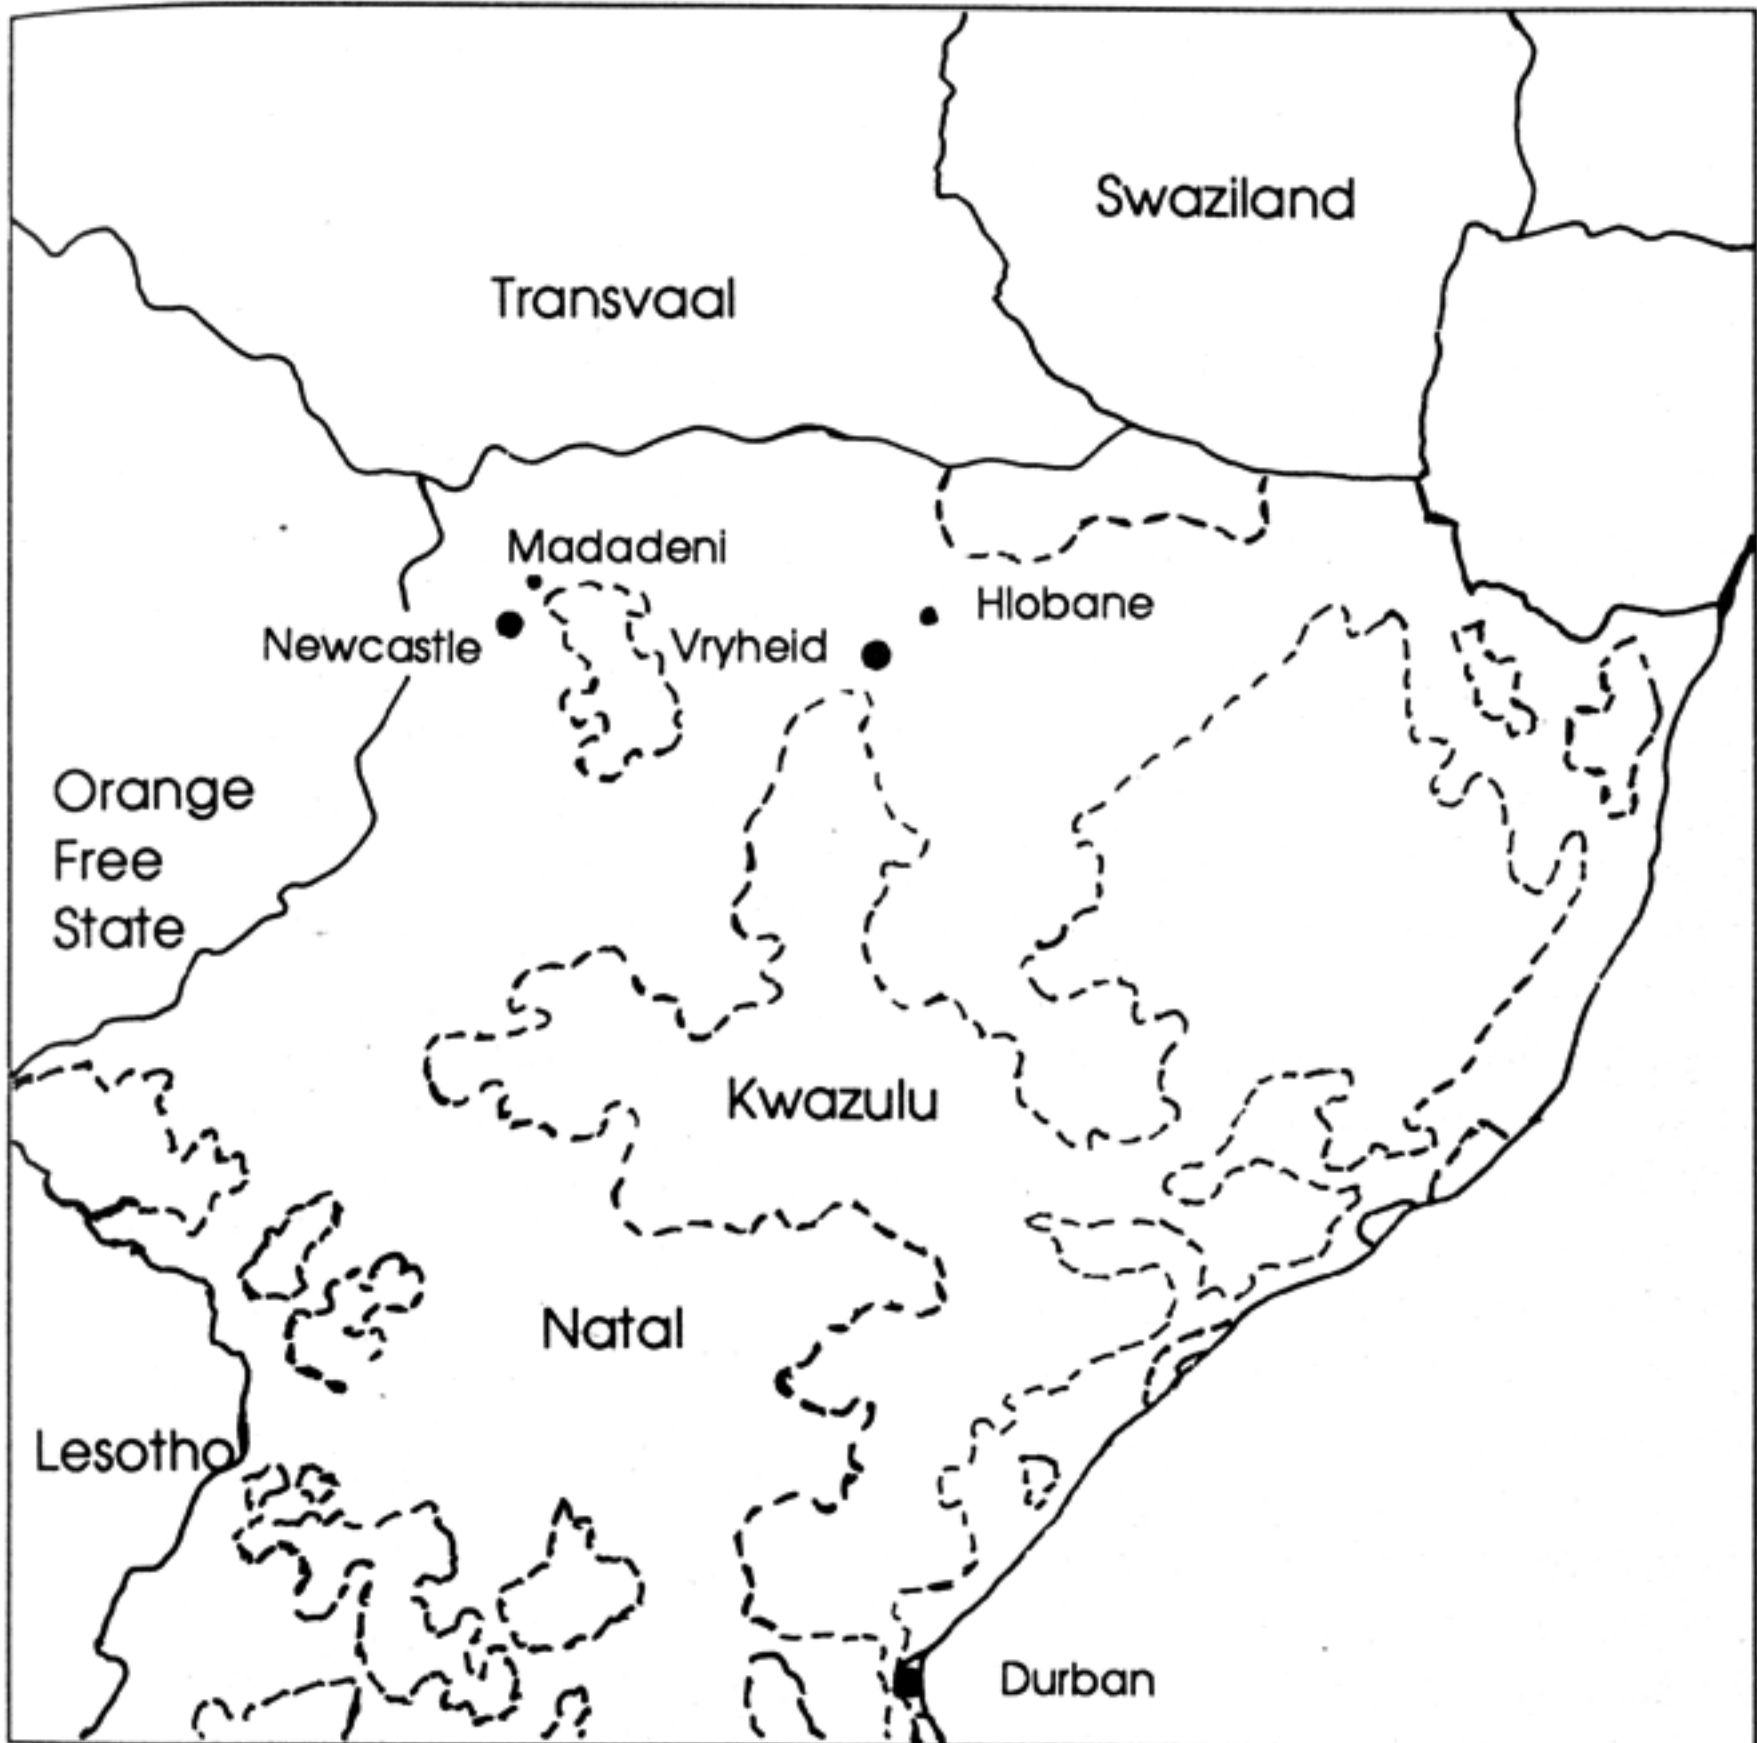 Swaziland
Transvaal
Madadeni
Hlobane
Newcastle
Vryheid
Orange
Free
State
Kwazulu
Natal
Lesotho
Durban